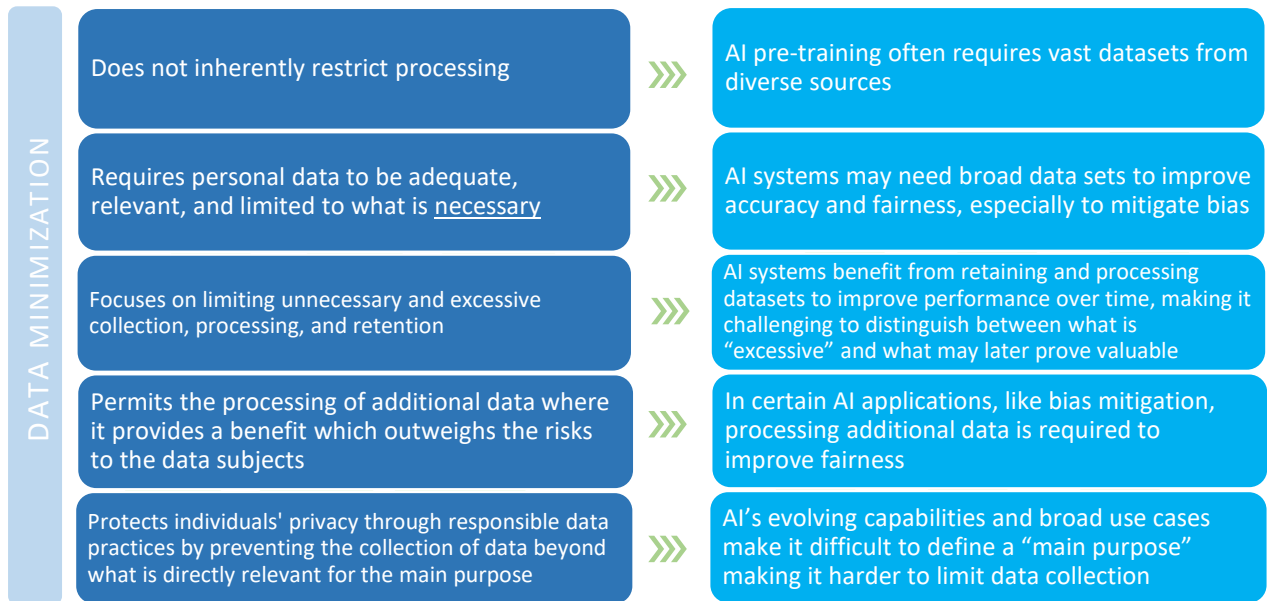 DATA MINIMIZATION
Does not inherently restrict processing
AI pre-training often requires vast datasets from
diverse sources
Requires personal data to be adequate,
relevant, and limited to what is necessary
AI systems may need broad data sets to improve
accuracy and fairness, especially to mitigate bias
Focuses on limiting unnecessary and excessive
collection, processing, and retention
AI systems benefit from retaining and processing
datasets to improve performance over time, making it
challenging to distinguish between what is
“excessive” and what may later prove valuable
Permits the processing of additional data where
it provides a benefit which outweighs the risks
to the data subjects
In certain AI applications, like bias mitigation,
processing additional data is required to
improve fairness
Protects individuals' privacy through responsible data
practices by preventing the collection of data beyond
what is directly relevant for the main purpose
AI’s evolving capabilities and broad use cases
make it difficult to define a “main purpose”
making it harder to limit data collection